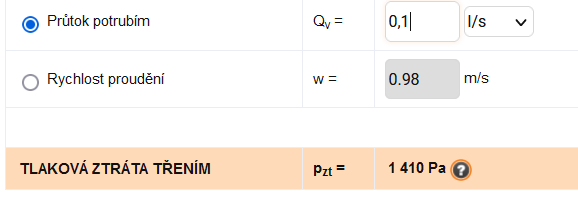 Průtok potrubím Qv = 0,1 l/s
Rychlost proudění w = 0.98 m/s
TLAKOVÁ ZTRÁTA TŘENÍM pzt = 1 410 Pa ?